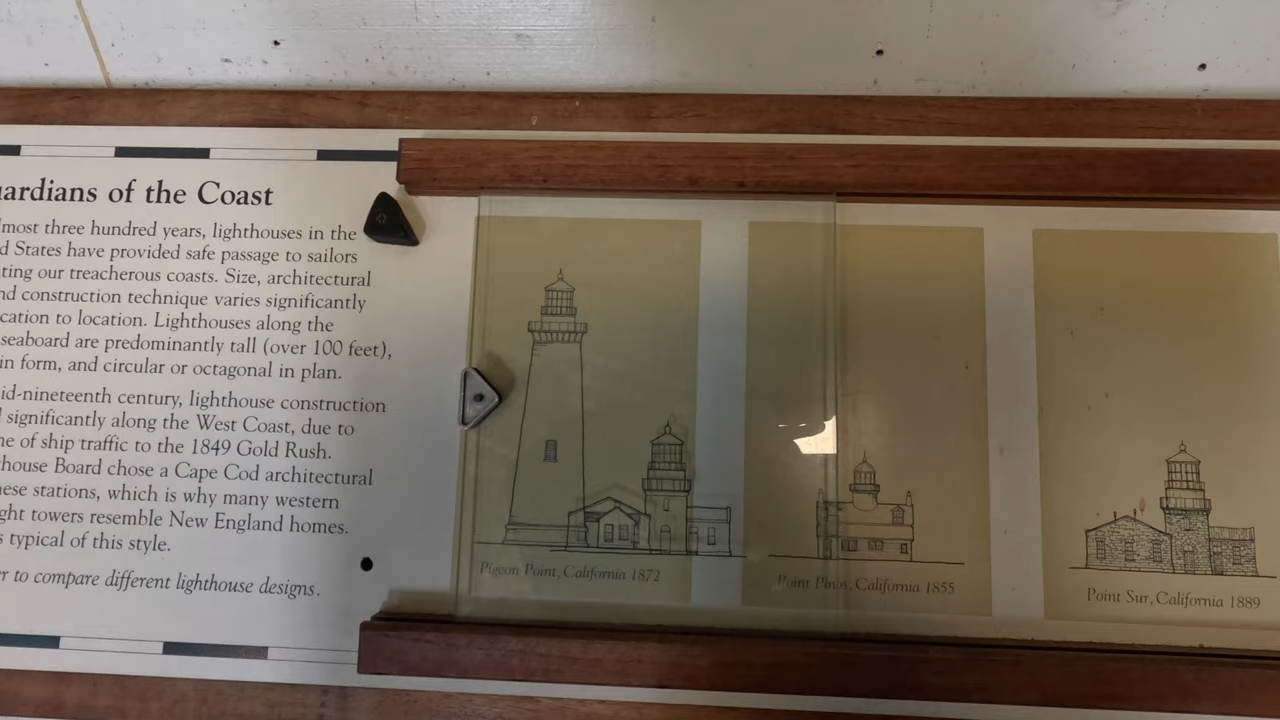 ardians of the Coast
lmost three hundred years, lighthouses in the
d States have provided safe passage to sailors
ting our treacherous coasts. Size, architectural
nd construction technique varies significantly
cation to location. Lighthouses along the
seaboard are predominantly tall (over 100 feet),
in form, and circular or octagonal in plan.
id-nineteenth century, lighthouse construction
significantly along the West Coast, due to
ne of ship traffic to the 1849 Gold Rush.
house Board chose a Cape Cod architectural
hese stations, which is why many western
ght towers resemble New England homes.
s typical of this style.
er to compare different lighthouse designs.
Pigeon Point, California 1872
Point Pinos, California 1855
Point Sur, California 1889